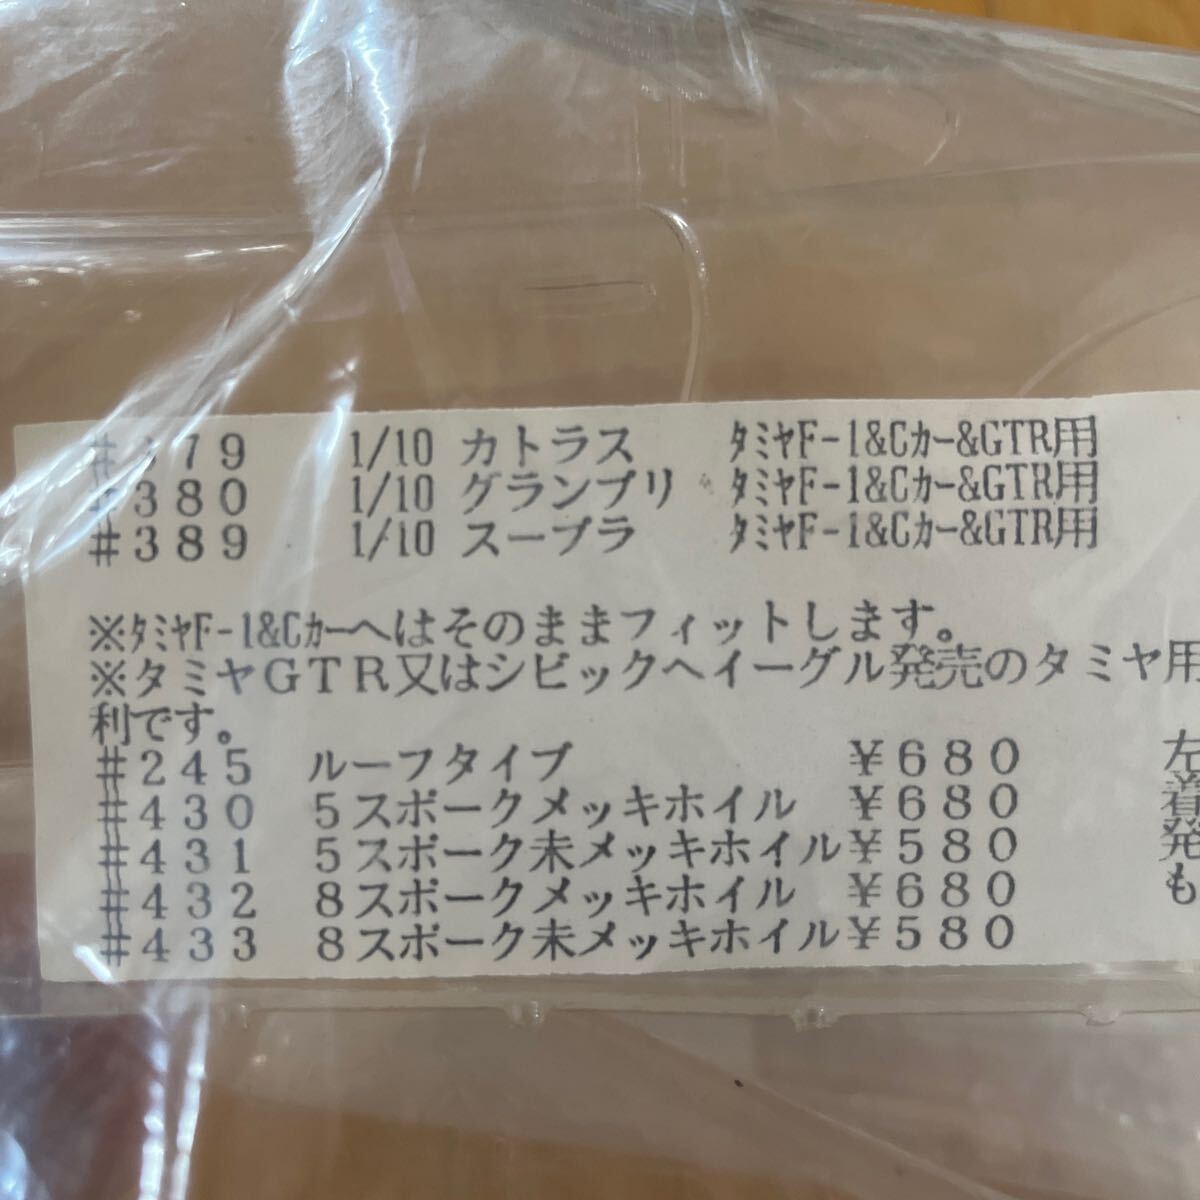 #379 1/10 カトラス ﾀﾐﾔF-1&Cカー&GTR用
#380 1/10 グランプリ ﾀﾐﾔF-1&Cカー&GTR用
#389 1/10 スープラ ﾀﾐﾔF-1&Cカー&GTR用
※ﾀﾐﾔF-1&Cカーへはそのままフィットします。
※タミヤGTR又はシビックへイーグル発売のタミヤ用
利です。
#245 ルーフタイプ ¥680 左
#430 5スポークメッキホイル ¥680 着
#431 5スポーク未メッキホイル¥580 発
#432 8スポークメッキホイル ¥680 も
#433 8スポーク未メッキホイル¥580